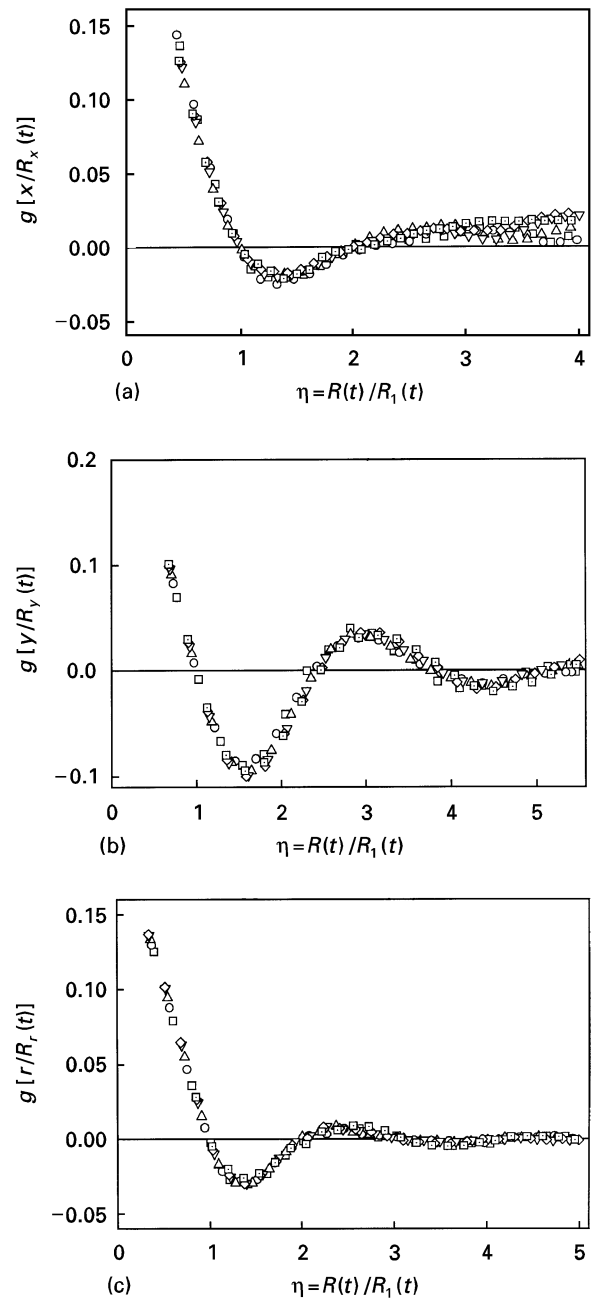 0.15
0.10
0.05
0.00
−0.05
g [x/Rx(t)]
0 1 2 3 4
(a) η=R(t)/R1(t)
0.2
0.1
0.0
−0.1
g [y/Ry(t)]
0 1 2 3 4 5
(b) η=R(t)/R1(t)
0.15
0.10
0.05
0.00
−0.05
g [r/Rr(t)]
0 1 2 3 4 5
(c) η=R(t)/R1(t)